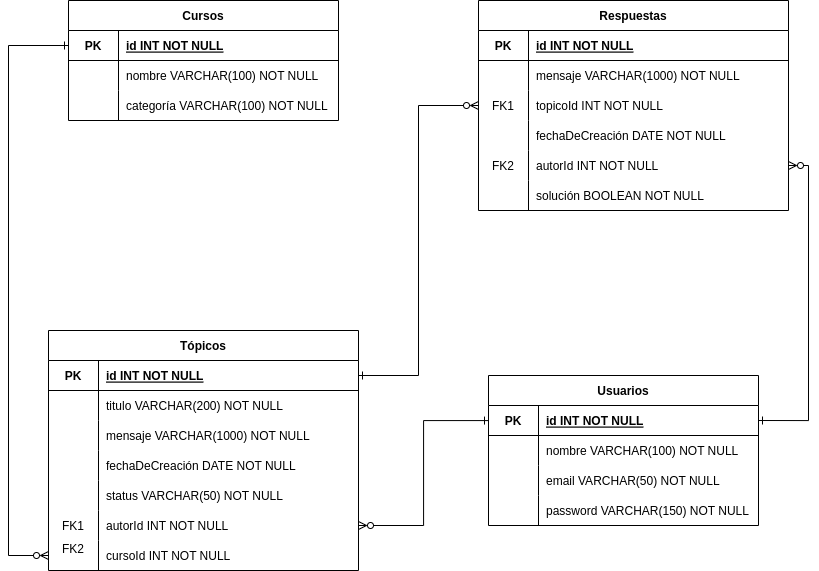 Cursos
PK id INT NOT NULL
nombre VARCHAR(100) NOT NULL
categoría VARCHAR(100) NOT NULL
Respuestas
PK id INT NOT NULL
mensaje VARCHAR(1000) NOT NULL
FK1 topicoId INT NOT NULL
fechaDeCreación DATE NOT NULL
FK2 autorId INT NOT NULL
solución BOOLEAN NOT NULL
Tópicos
PK id INT NOT NULL
titulo VARCHAR(200) NOT NULL
mensaje VARCHAR(1000) NOT NULL
fechaDeCreación DATE NOT NULL
status VARCHAR(50) NOT NULL
FK1 autorId INT NOT NULL
FK2 cursoId INT NOT NULL
Usuarios
PK id INT NOT NULL
nombre VARCHAR(100) NOT NULL
email VARCHAR(50) NOT NULL
password VARCHAR(150) NOT NULL